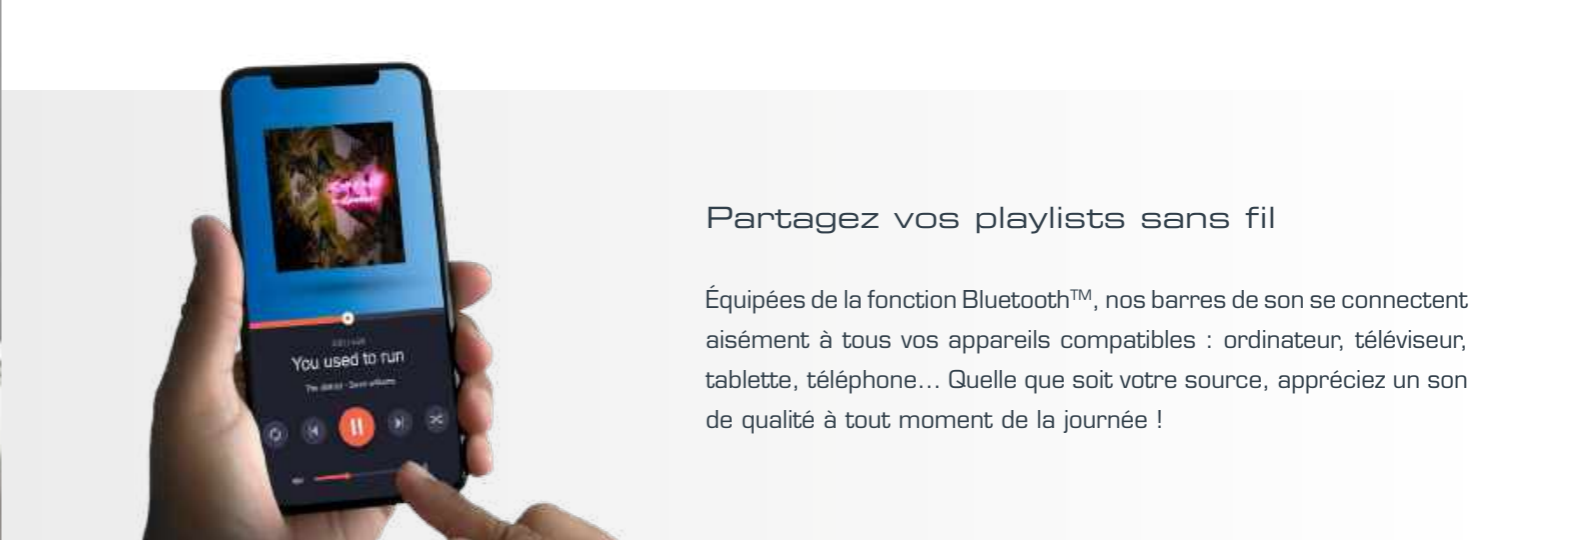 You used to run
Partagez vos playlists sans fil
Équipées de la fonction Bluetooth™, nos barres de son se connectent
aisément à tous vos appareils compatibles : ordinateur, téléviseur,
tablette, téléphone... Quelle que soit votre source, appréciez un son
de qualité à tout moment de la journée !